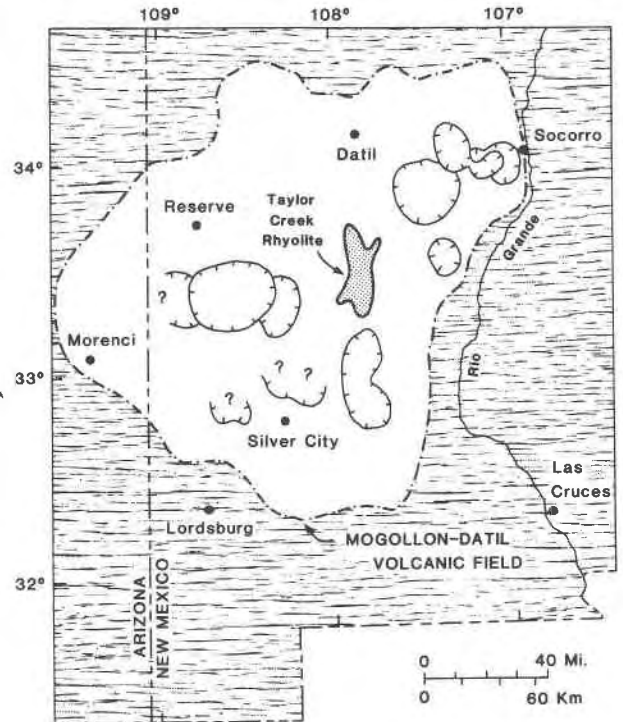 109°
108°
107°
34°
Socorro
Datil
Reserve
Taylor
Creek
Rhyolite
Rio
Grande
?
Morenci
33°
?
?
?
Silver City
Las
Cruces
Lordsburg
MOGOLLON-DATIL
VOLCANIC FIELD
32°
ARIZONA
NEW MEXICO
0 40 Mi.
0 60 Km